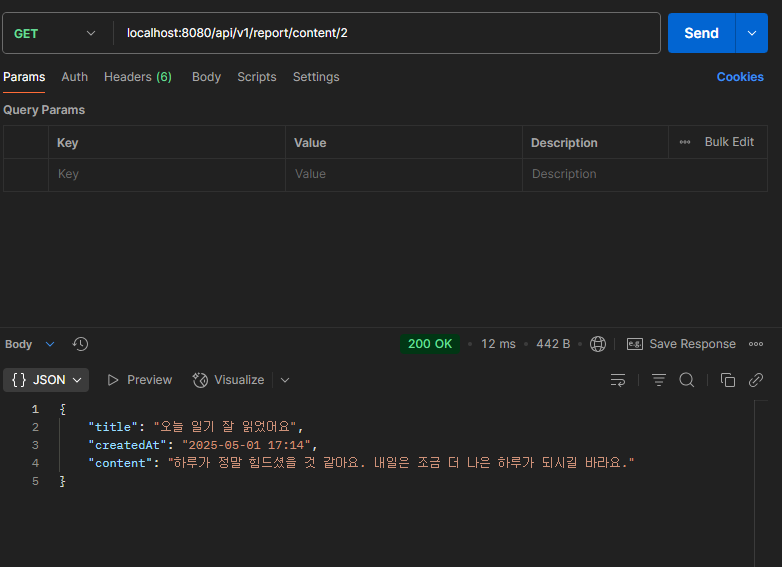 GET localhost:8080/api/v1/report/content/2 Send
Params Auth Headers (6) Body Scripts Settings Cookies
Query Params
Key Value Description Bulk Edit
Key Value Description
Body 200 OK 12 ms 442 B e.g. Save Response
{} JSON Preview Visualize
1 {
2 "title": "오늘 일기 잘 읽었어요",
3 "createdAt": "2025-05-01 17:14",
4 "content": "하루가 정말 힘드셨을 것 같아요. 내일은 조금 더 나은 하루가 되시길 바라요."
5 }